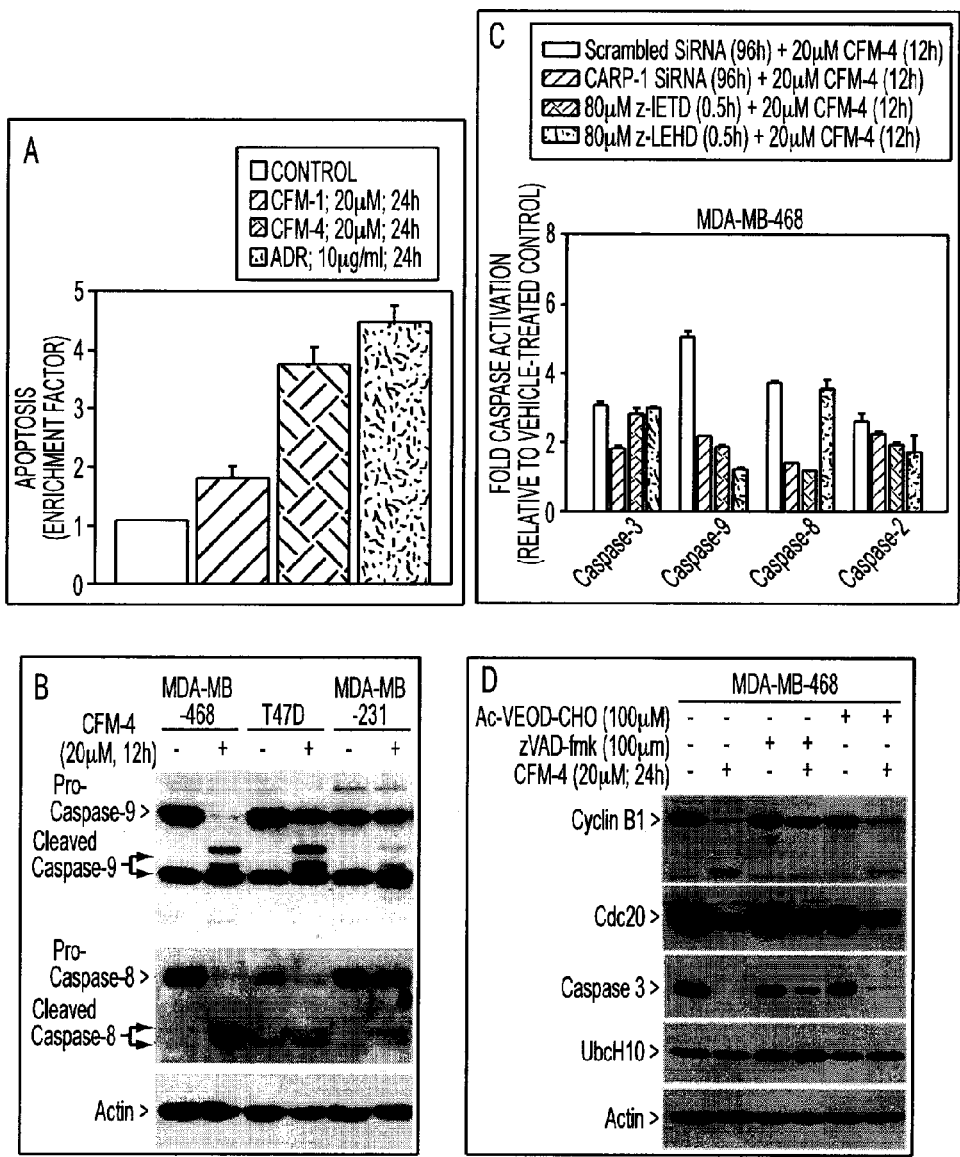 A
CONTROL
CFM-1; 20μM; 24h
CFM-4; 20μM; 24h
ADR; 10μg/ml; 24h
APOPTOSIS
(ENRICHMENT FACTOR)
5
4
3
2
1
0
C
Scrambled SiRNA (96h) + 20μM CFM-4 (12h)
CARP-1 SiRNA (96h) + 20μM CFM-4 (12h)
80μM z-IETD (0.5h) + 20μM CFM-4 (12h)
80μM z-LEHD (0.5h) + 20μM CFM-4 (12h)
MDA-MB-468
FOLD CASPASE ACTIVATION
(RELATIVE TO VEHICLE-TREATED CONTROL)
8
6
4
2
0
Caspase-3
Caspase-9
Caspase-8
Caspase-2
B
MDA-MB
-468
T47D
MDA-MB
-231
CFM-4
(20μM, 12h)
- + - + - +
Pro-
Caspase-9 >
Cleaved
Caspase-9
Pro-
Caspase-8 >
Cleaved
Caspase-8
Actin >
D
MDA-MB-468
Ac-VEOD-CHO (100μM) - - - - + +
zVAD-fmk (100μm) - - + + - -
CFM-4 (20μM; 24h) - + - + - +
Cyclin B1 >
Cdc20 >
Caspase 3 >
UbcH10 >
Actin >